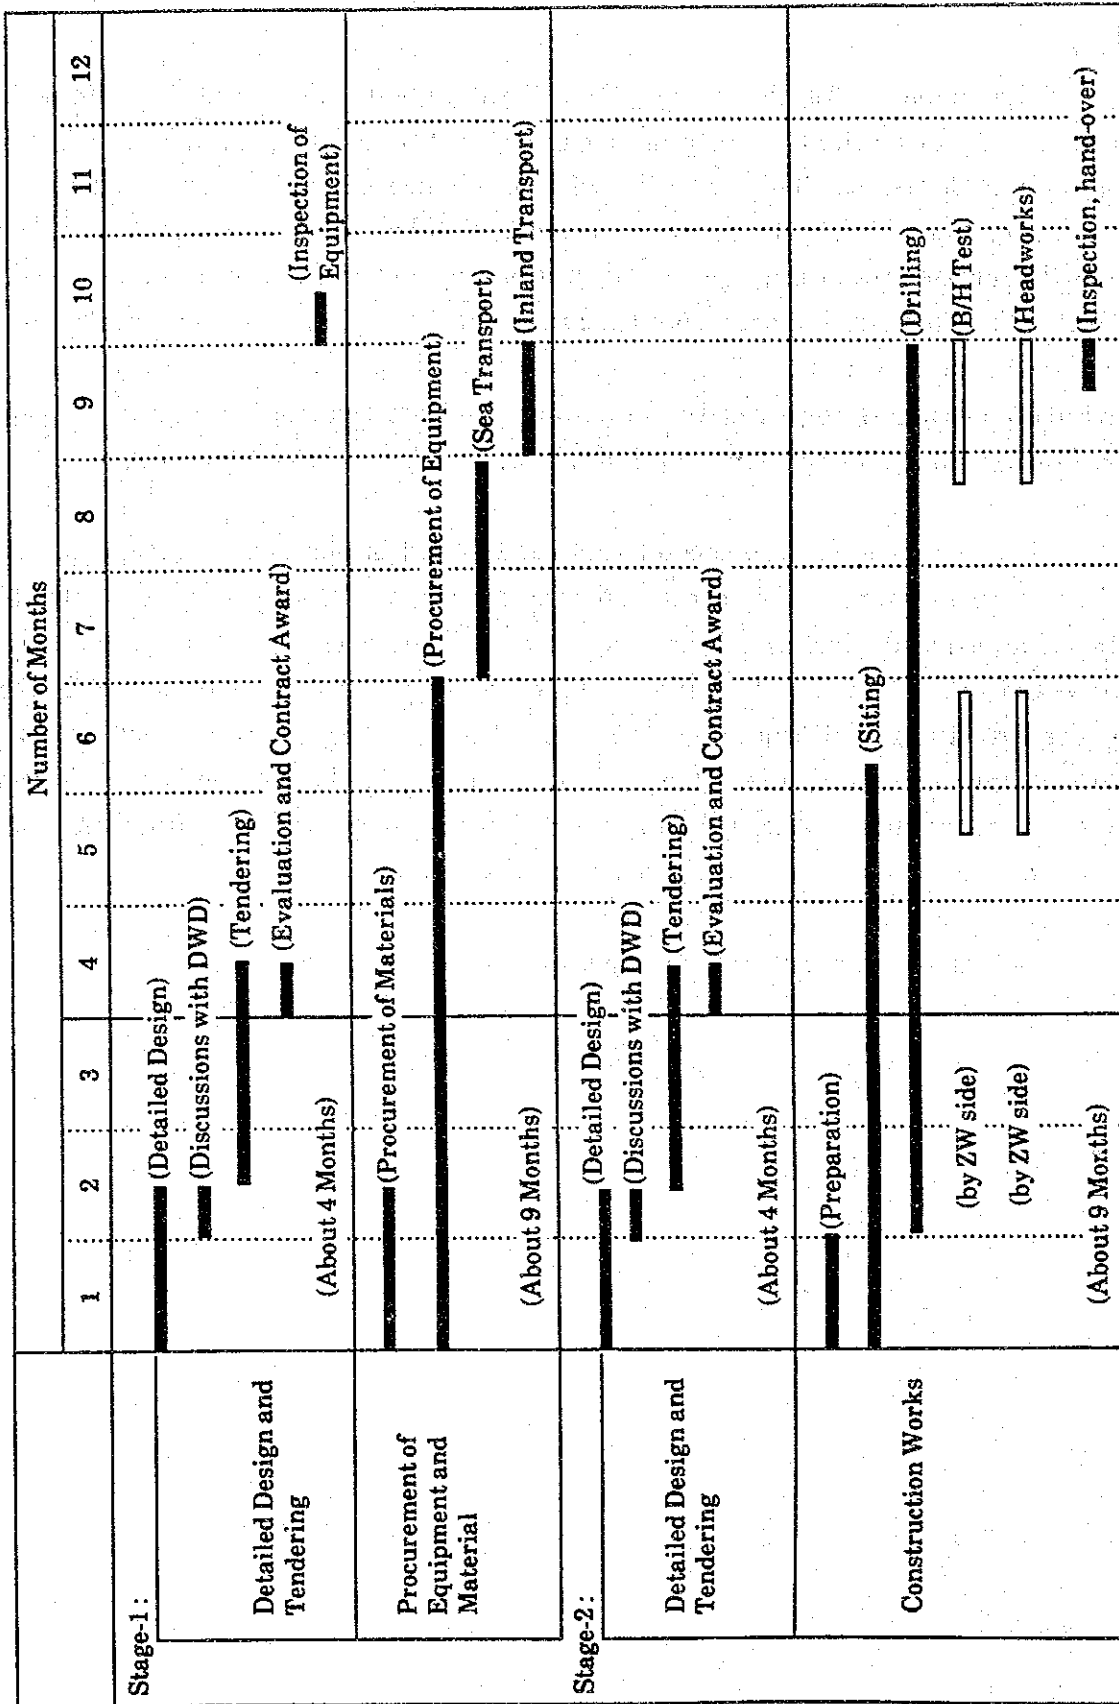 Number of Months
1 2 3 4 5 6 7 8 9 10 11 12
Stage-1:
Detailed Design and
Tendering
(Detailed Design)
(Discussions with DWD)
(Tendering)
(Evaluation and Contract Award)
(Inspection of
Equipment)
(About 4 Months)
Procurement of
Equipment and
Material
(Procurement of Materials)
(Procurement of Equipment)
(Sea Transport)
(Inland Transport)
(About 9 Months)
Stage-2:
Detailed Design and
Tendering
(Detailed Design)
(Discussions with DWD)
(Tendering)
(Evaluation and Contract Award)
(About 4 Months)
Construction Works
(Preparation)
(Siting)
(Drilling)
(by ZW side) (B/H Test)
(by ZW side) (Headworks)
(Inspection, hand-over)
(About 9 Months)